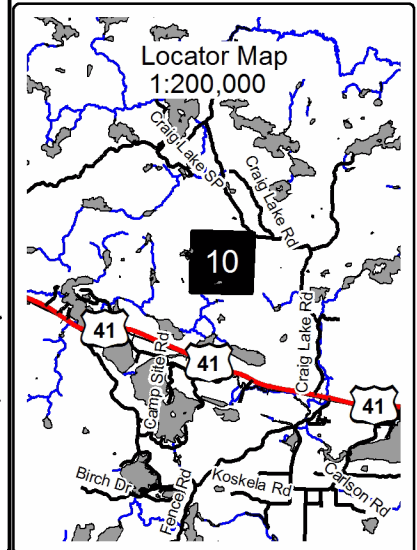 Locator Map
1:200,000
Craig Lake SP
Craig Lake Rd
10
Craig Lake Rd
41
41
41
Camp Site Rd
Birch Dr
Fence Rd
Koskela Rd
Carlson Rd